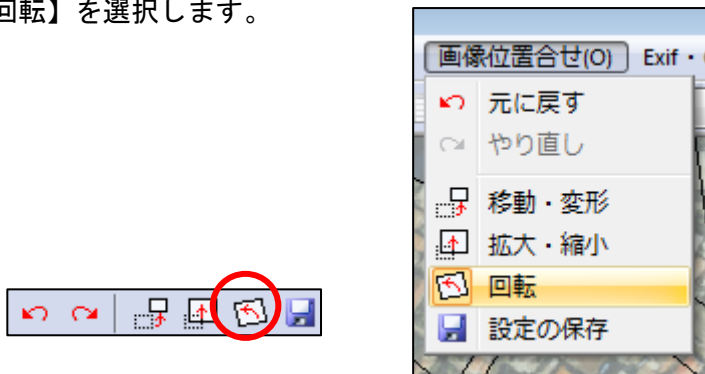 回転】を選択します。
画像位置合せ(O) Exif・
元に戻す
やり直し
移動・変形
拡大・縮小
回転
設定の保存